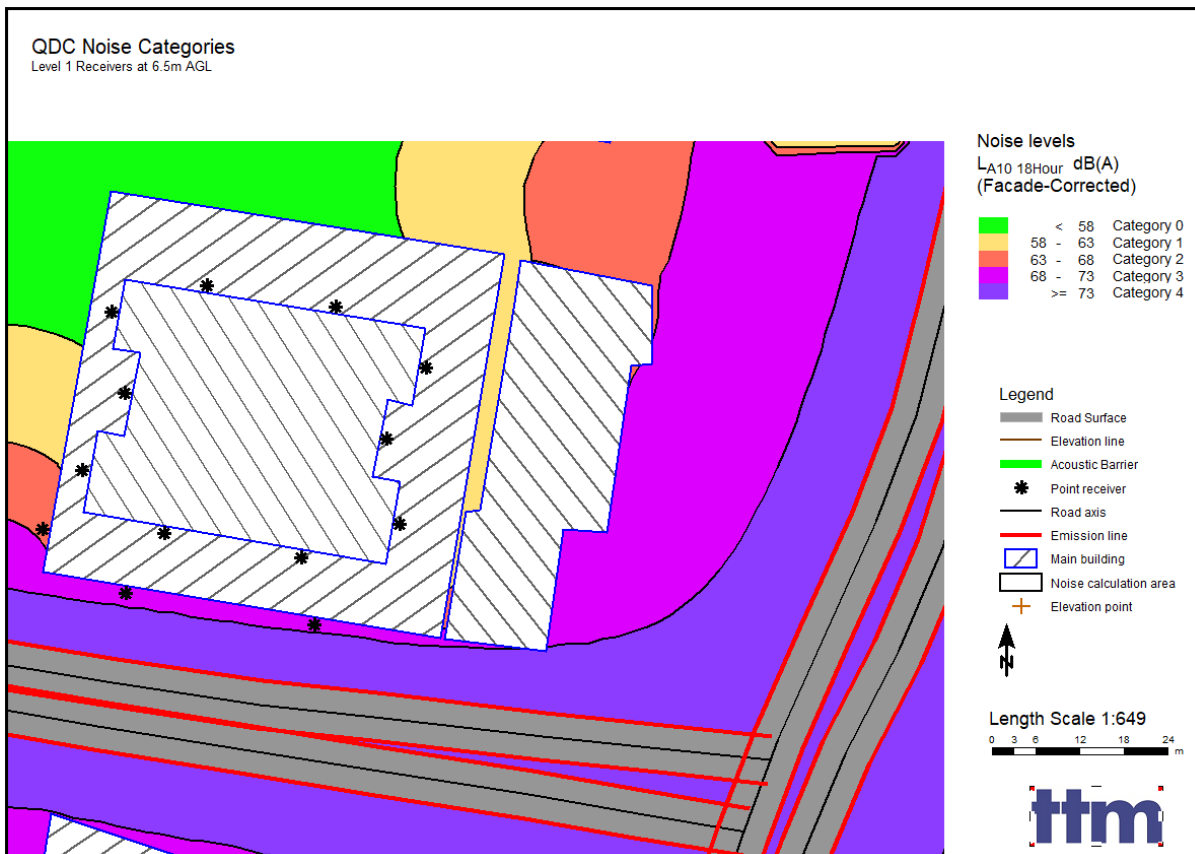 QDC Noise Categories
Level 1 Receivers at 6.5m AGL
Noise levels
LA10 18Hour dB(A)
(Facade-Corrected)
< 58 Category 0
58 - 63 Category 1
63 - 68 Category 2
68 - 73 Category 3
>= 73 Category 4
Legend
Road Surface
Elevation line
Acoustic Barrier
Point receiver
Road axis
Emission line
Main building
Noise calculation area
Elevation point
N
Length Scale 1:649
0 3 6 12 18 24
m
ttm